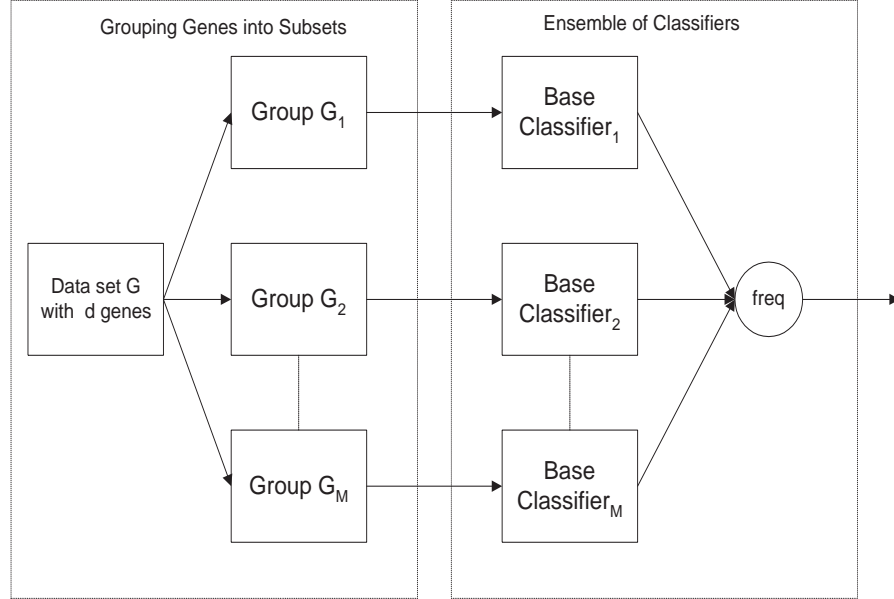 Grouping Genes into Subsets
Ensemble of Classifiers
Group G1
Base
Classifier1
Data set G
with d genes
Group G2
Base
Classifier2
freq
Group GM
Base
ClassifierM